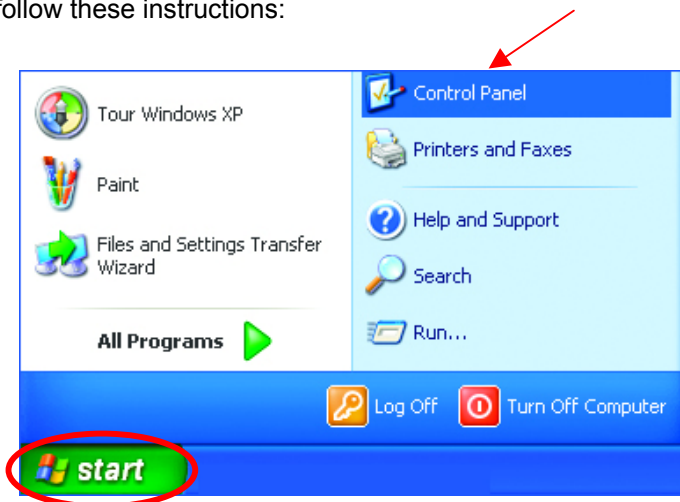 follow these instructions:
Tour Windows XP
Paint
Files and Settings Transfer
Wizard
All Programs
Control Panel
Printers and Faxes
Help and Support
Search
Run...
Log Off
Turn Off Computer
start